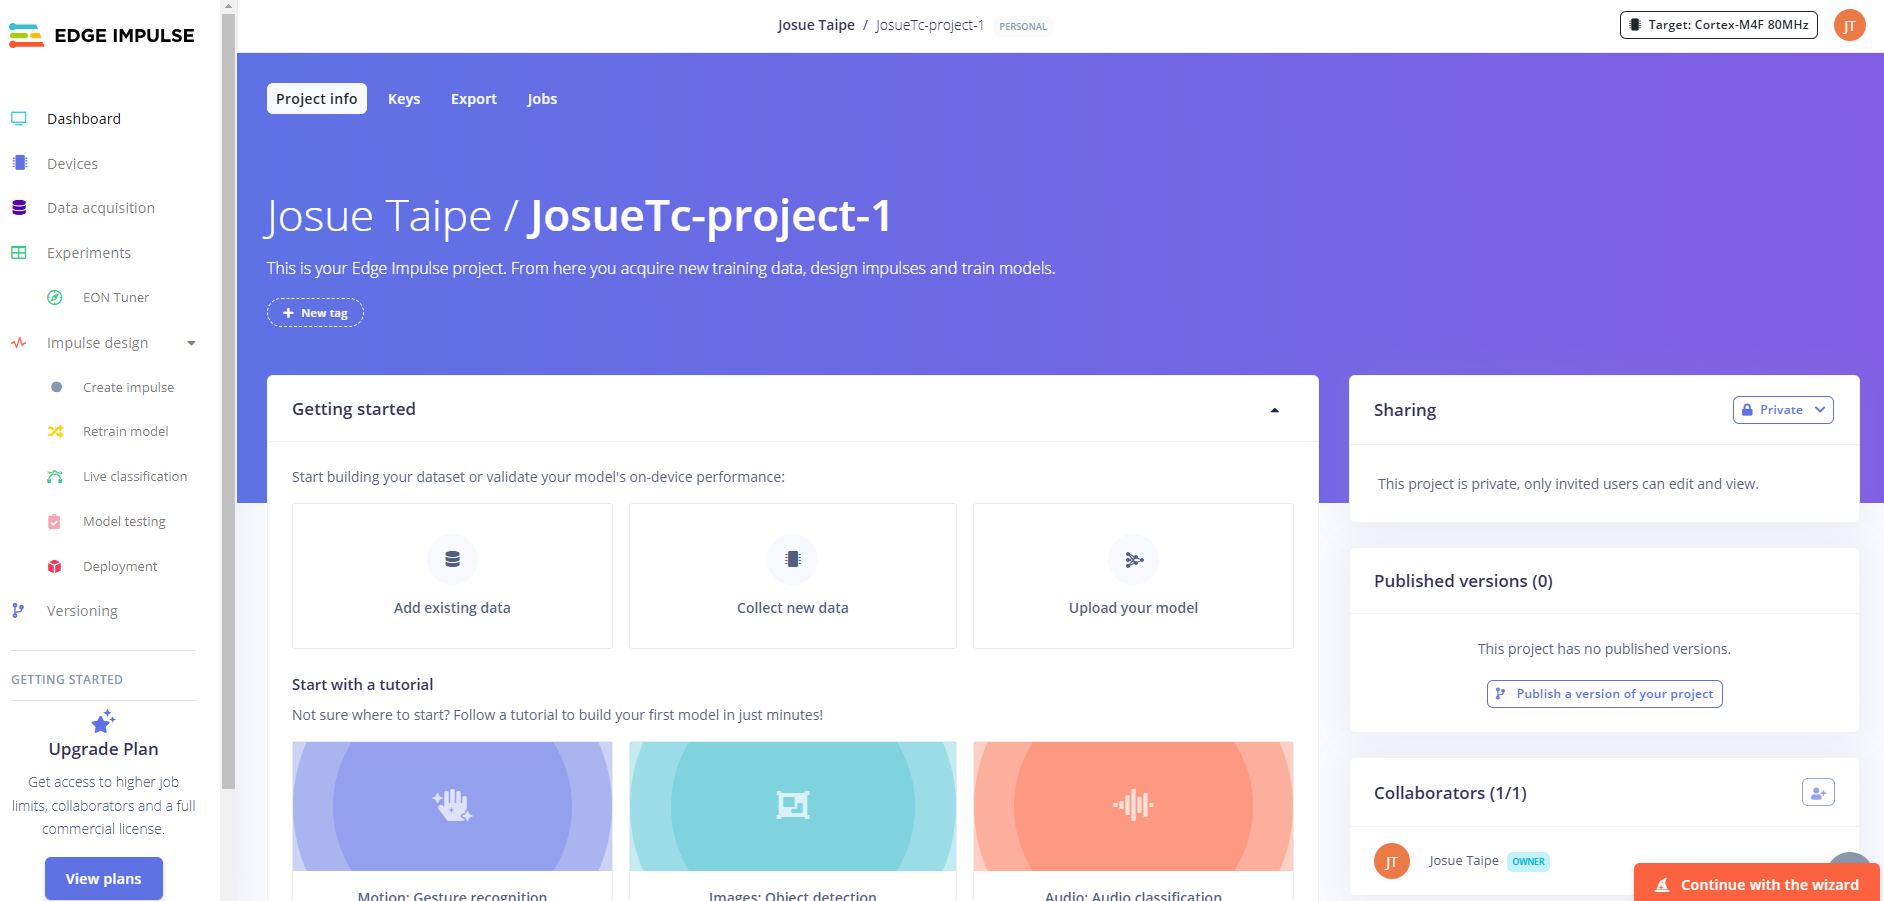 EDGE IMPULSE
Josue Taipe / JosueTc-project-1 PERSONAL
Target: Cortex-M4F 80MHz
JT
Dashboard
Devices
Data acquisition
Experiments
EON Tuner
Impulse design
Create impulse
Retrain model
Live classification
Model testing
Deployment
Versioning
GETTING STARTED
Upgrade Plan
Get access to higher job
limits, collaborators and a full
commercial license.
View plans
Project info Keys Export Jobs
Josue Taipe / JosueTc-project-1
This is your Edge Impulse project. From here you acquire new training data, design impulses and train models.
+ New tag
Getting started
Start building your dataset or validate your model's on-device performance:
Add existing data
Collect new data
Upload your model
Start with a tutorial
Not sure where to start? Follow a tutorial to build your first model in just minutes!
Motion: Gesture recognition
Images: Object detection
Audio: Audio classification
Sharing
Private
This project is private, only invited users can edit and view.
Published versions (0)
This project has no published versions.
Publish a version of your project
Collaborators (1/1)
JT
Josue Taipe OWNER
Continue with the wizard